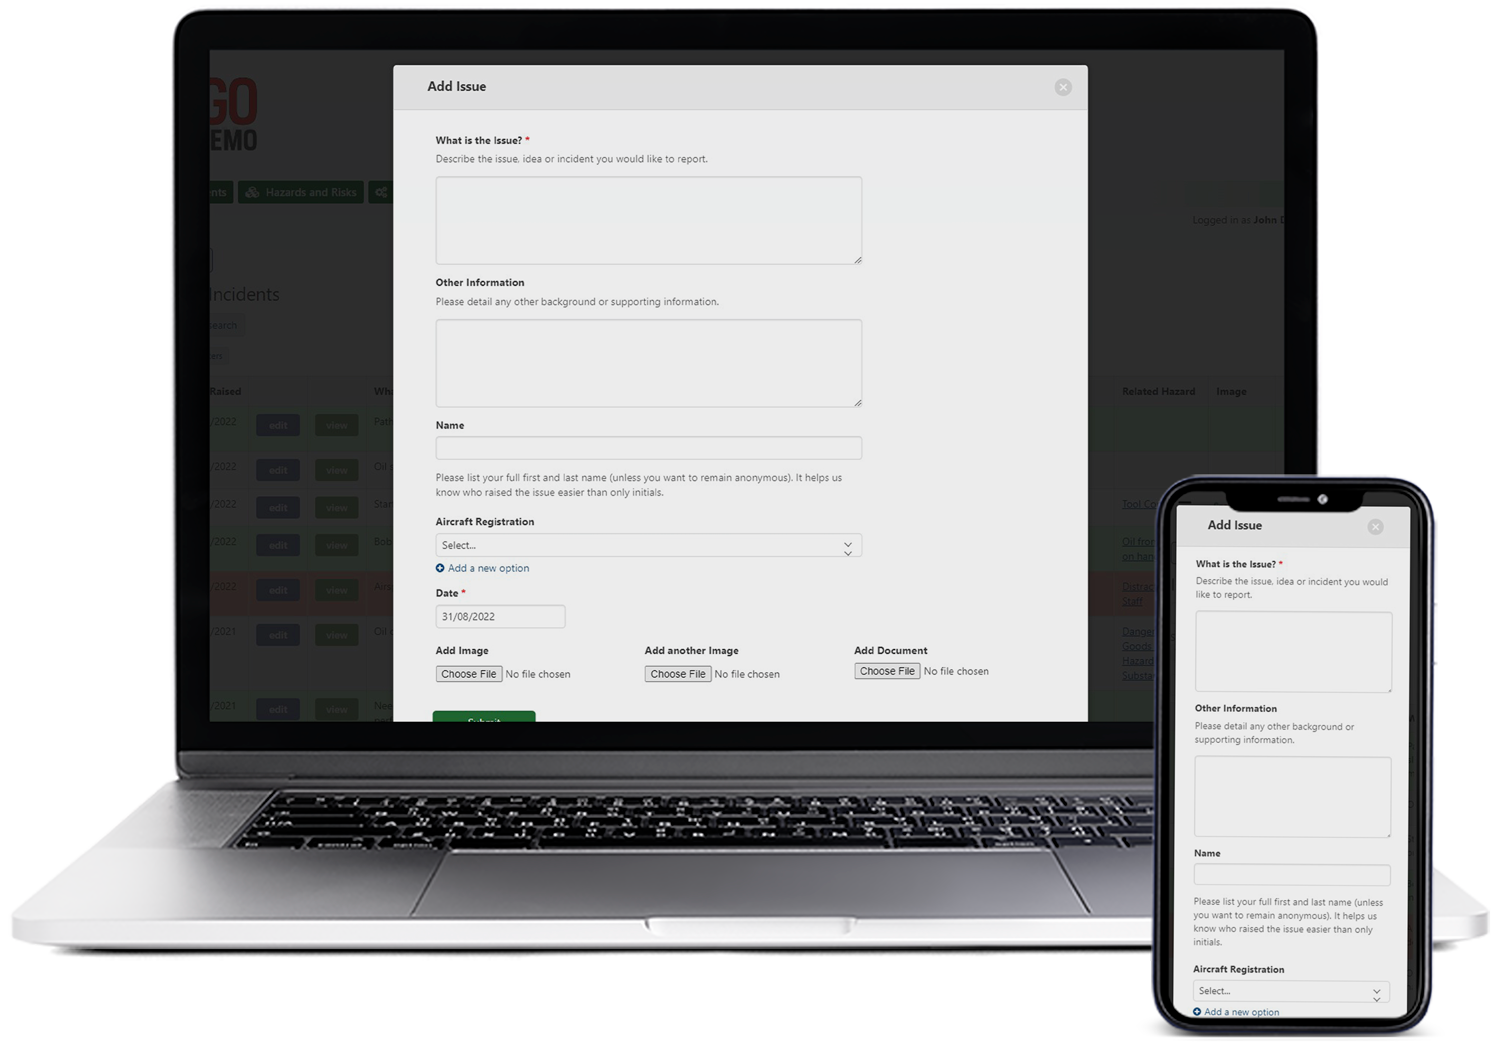 GO
EMO
Hazards and Risks
Logged in as John D
Incidents
Raised
Related Hazard
Image
/2022
edit
view
/2022
edit
view
/2022
edit
view
/2022
edit
view
/2022
edit
view
/2021
edit
view
/2021
edit
view
Add Issue
What is the Issue? *
Describe the issue, idea or incident you would like to report.
Other Information
Please detail any other background or supporting information.
Name
Please list your full first and last name (unless you want to remain anonymous). It helps us
know who raised the issue easier than only initials.
Aircraft Registration
Select...
Add a new option
Date *
31/08/2022
Add Image
Add another Image
Add Document
Choose File No file chosen
Choose File No file chosen
Choose File No file chosen
Submit
Add Issue
What is the Issue? *
Describe the issue, idea or incident you would
like to report.
Other Information
Please detail any other background or
supporting information.
Name
Please list your full first and last name (unless
you want to remain anonymous). It helps us
know who raised the issue easier than only
initials.
Aircraft Registration
Select...
Add a new option